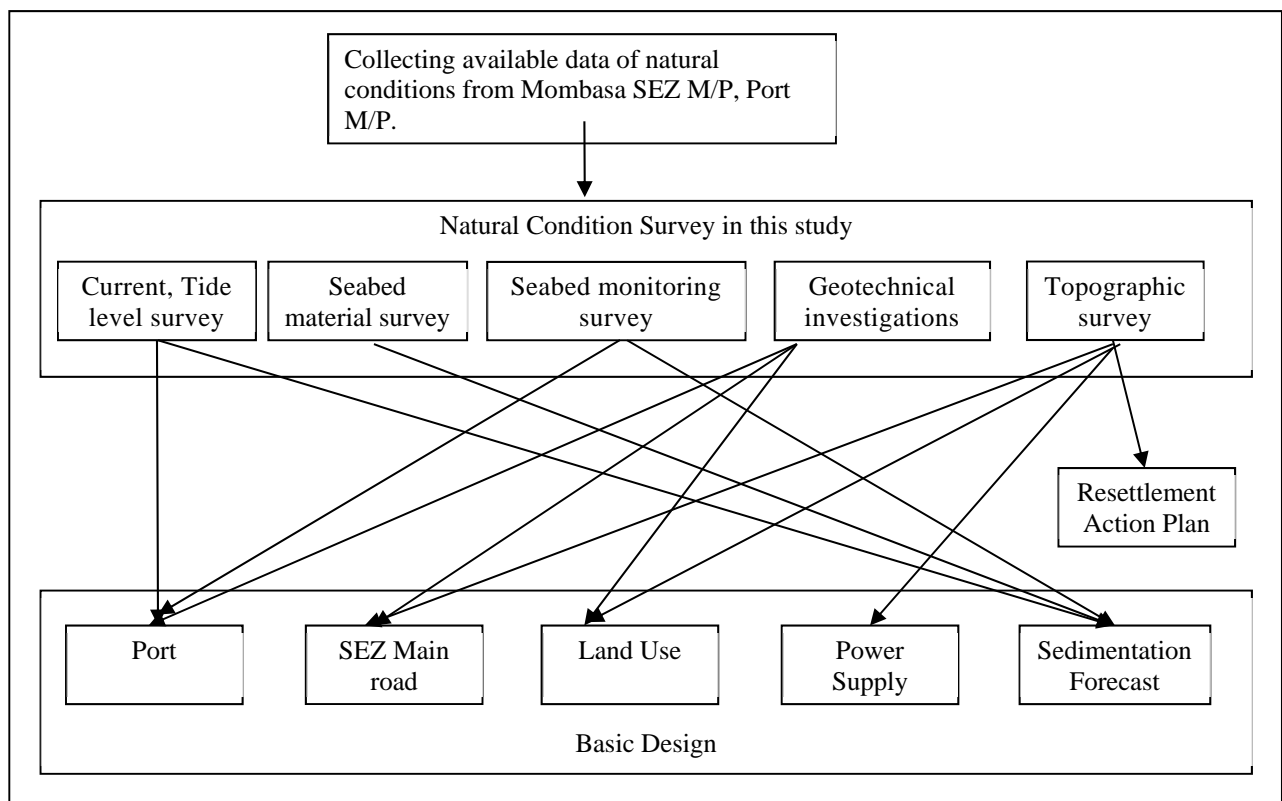 Collecting available data of natural
conditions from Mombasa SEZ M/P, Port
M/P.
Natural Condition Survey in this study
Current, Tide
level survey
Seabed
material survey
Seabed monitoring
survey
Geotechnical
investigations
Topographic
survey
Resettlement
Action Plan
Port
SEZ Main
road
Land Use
Power
Supply
Sedimentation
Forecast
Basic Design